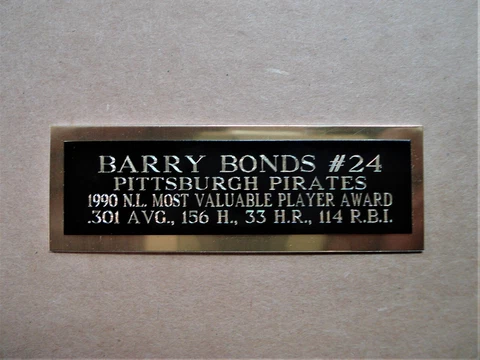 BARRY BONDS #24
PITTSBURGH PIRATES
1990 N.L. MOST VALUABLE PLAYER AWARD
.301 AVG., 156 H., 33 H.R., 114 R.B.I.